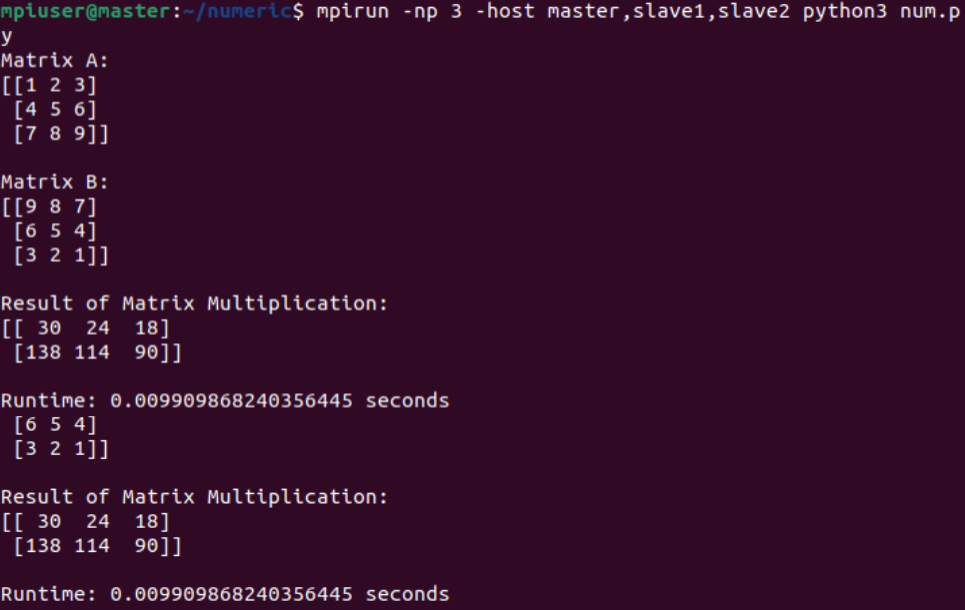 mpiuser@master:~/numeric$ mpirun -np 3 -host master,slave1,slave2 python3 num.p
y
Matrix A:
[[1 2 3]
 [4 5 6]
 [7 8 9]]

Matrix B:
[[9 8 7]
 [6 5 4]
 [3 2 1]]

Result of Matrix Multiplication:
[[ 30  24  18]
 [138 114  90]]

Runtime: 0.009909868240356445 seconds
 [6 5 4]
 [3 2 1]]

Result of Matrix Multiplication:
[[ 30  24  18]
 [138 114  90]]

Runtime: 0.009909868240356445 seconds